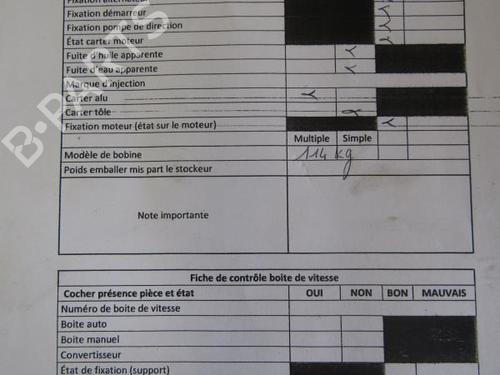 Fixation alternateur
Fixation démarreur
Fixation pompe de direction
État carter moteur
Fuite d'huile apparente
Fuite d'eau apparente
Marque d'injection
Carter alu
Carter tôle
Fixation moteur (état sur le moteur)
Multiple Simple
Modèle de bobine 114 kg
Poids emballer mis part le stockeur
Note importante
B-PARTS
Fiche de contrôle boite de vitesse
Cocher présence pièce et état OUI NON BON MAUVAIS
Numéro de boite de vitesse
Boite auto
Boite manuel
Convertisseur
État de fixation (support)